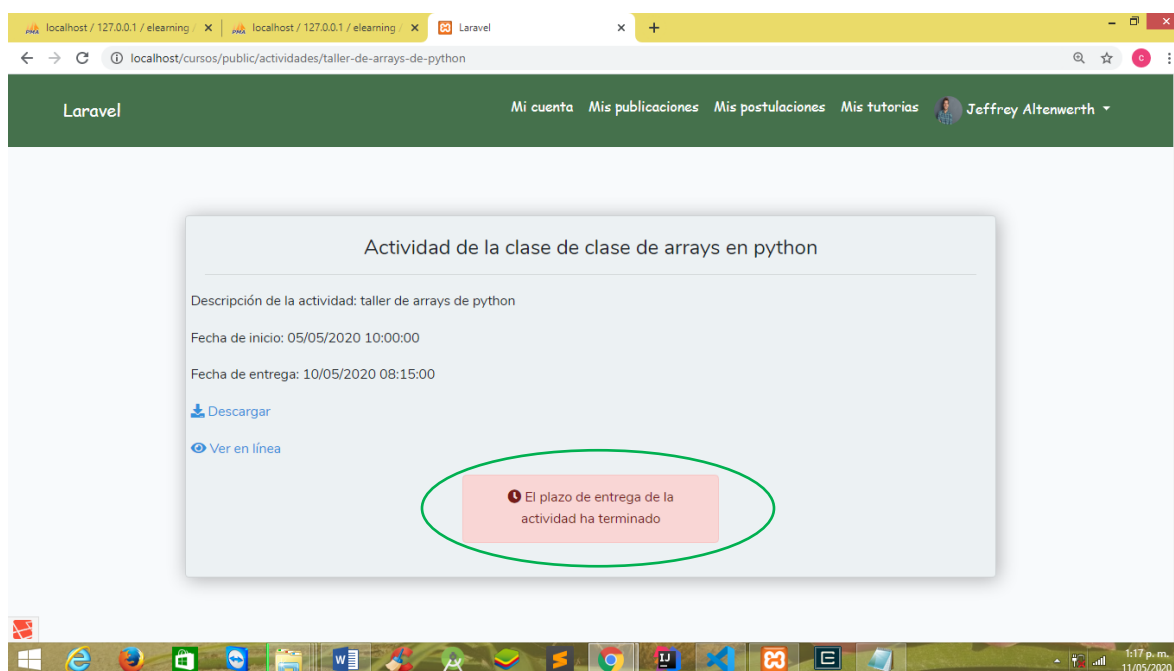 localhost / 127.0.0.1 / elearning /
localhost / 127.0.0.1 / elearning /
Laravel
localhost/cursos/public/actividades/taller-de-arrays-de-python
C
Laravel
Mi cuenta Mis publicaciones Mis postulaciones Mis tutorias Jeffrey Altenwerth
Actividad de la clase de clase de arrays en python
Descripción de la actividad: taller de arrays de python
Fecha de inicio: 05/05/2020 10:00:00
Fecha de entrega: 10/05/2020 08:15:00
Descargar
Ver en línea
El plazo de entrega de la
actividad ha terminado
1:17 p. m.
11/05/2020